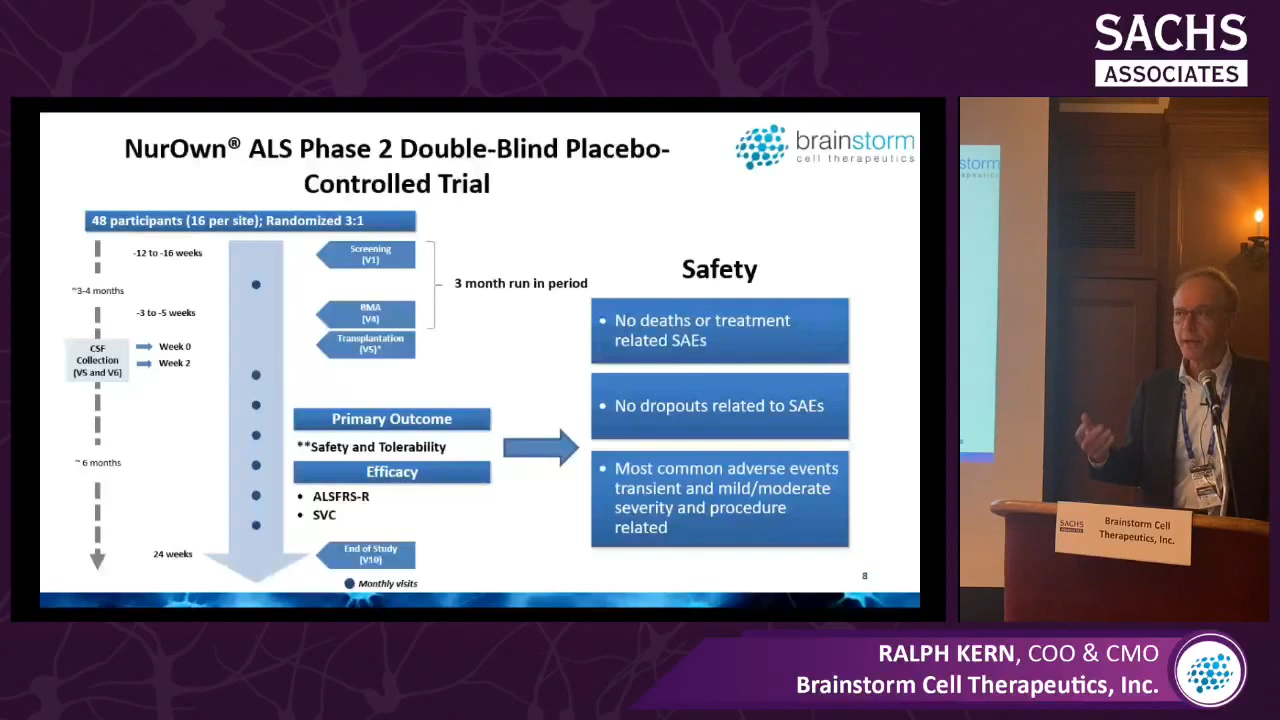 SACHS
ASSOCIATES
NurOwn® ALS Phase 2 Double-Blind Placebo-
Controlled Trial
brainstorm
cell therapeutics
48 participants (16 per site); Randomized 3:1
-12 to -16 weeks
Screening
(V1)
~3-4 months
3 month run in period
-3 to -5 weeks
BMA
(V4)
Transplantation
(V5)*
CSF
Collection
(V5 and V6)
Week 0
Week 2
Primary Outcome
**Safety and Tolerability
Efficacy
• ALSFRS-R
• SVC
~ 6 months
24 weeks
End of Study
(V10)
Monthly visits
Safety
• No deaths or treatment
related SAEs
• No dropouts related to SAEs
• Most common adverse events
transient and mild/moderate
severity and procedure
related
8
storm
apeutics
SACHS
ASSOCIATES
Brainstorm Cell
Therapeutics, Inc.
RALPH KERN, COO & CMO
Brainstorm Cell Therapeutics, Inc.